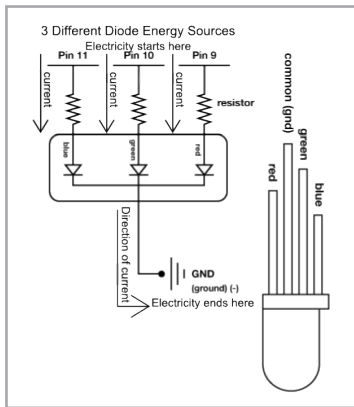 3 Different Diode Energy Sources
Electricity starts here
Pin 11 Pin 10 Pin 9
current
current
current
resistor
blue
green
red
Direction of current
GND
(ground) (-)
Electricity ends here
red
common (gnd)
green
blue